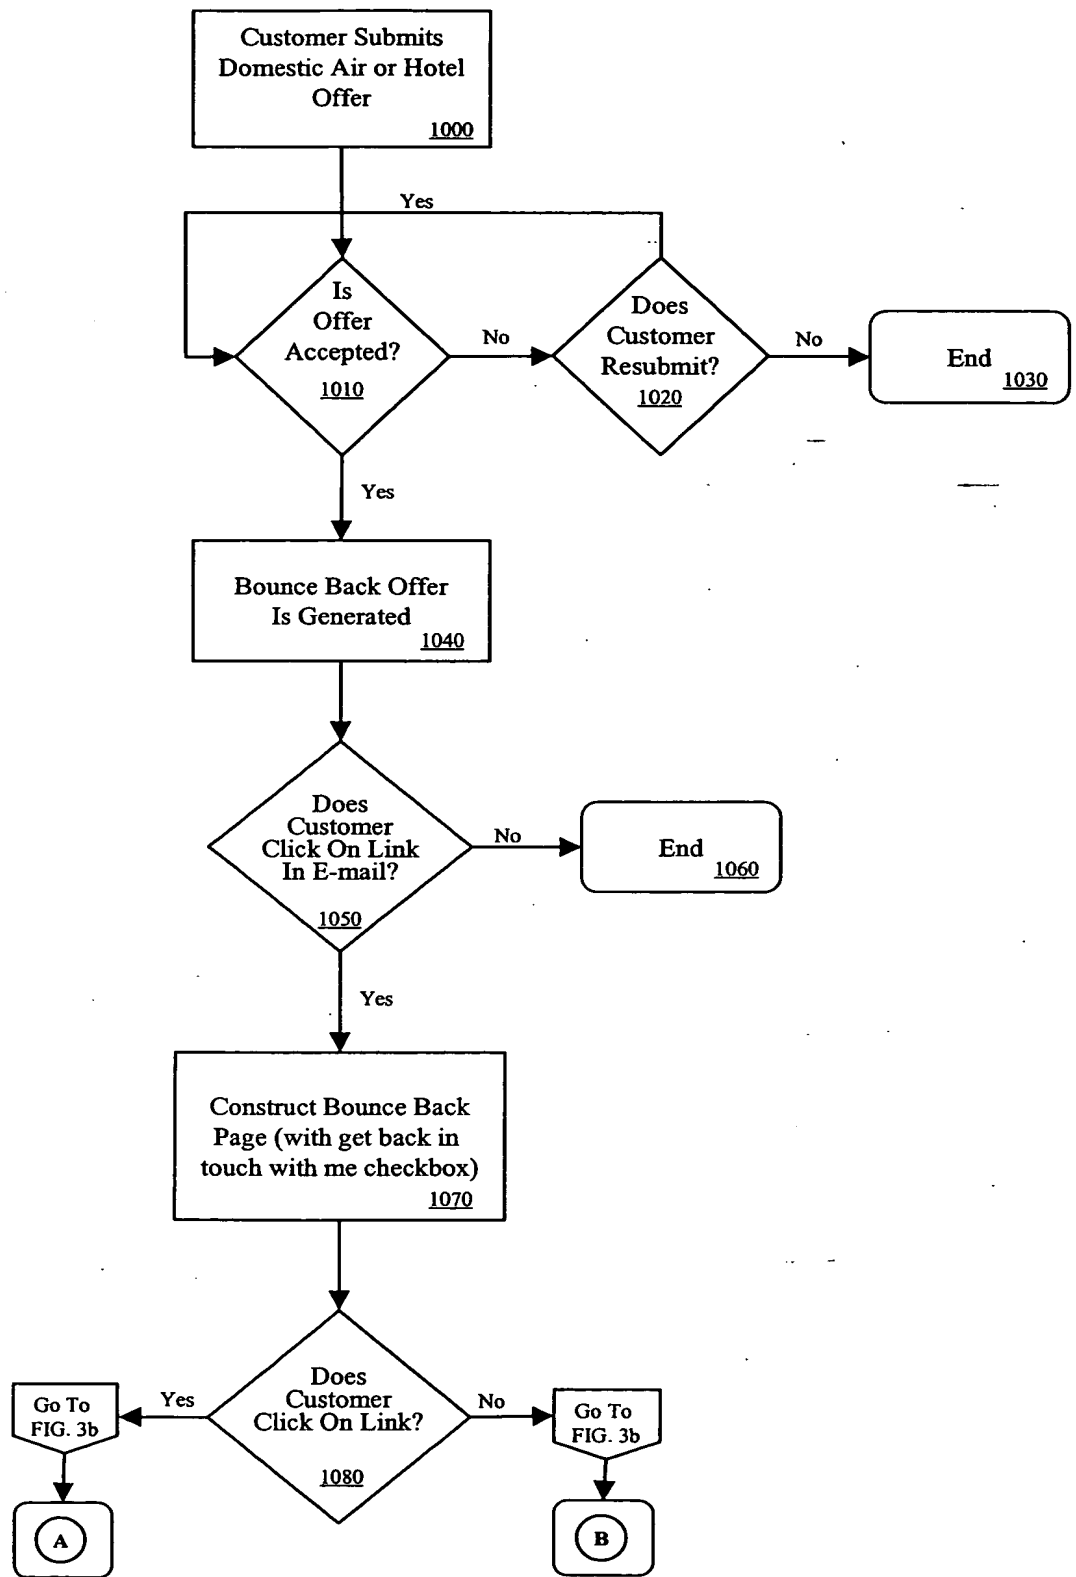 Customer Submits
Domestic Air or Hotel
Offer
1000
Yes
Is
Offer
Accepted?
1010
No
Does
Customer
Resubmit?
1020
No
End
1030
Yes
Bounce Back Offer
Is Generated
1040
Does
Customer
Click On Link
In E-mail?
1050
No
End
1060
Yes
Construct Bounce Back
Page (with get back in
touch with me checkbox)
1070
Does
Customer
Click On Link?
1080
Yes
Go To
FIG. 3b
A
No
Go To
FIG. 3b
B